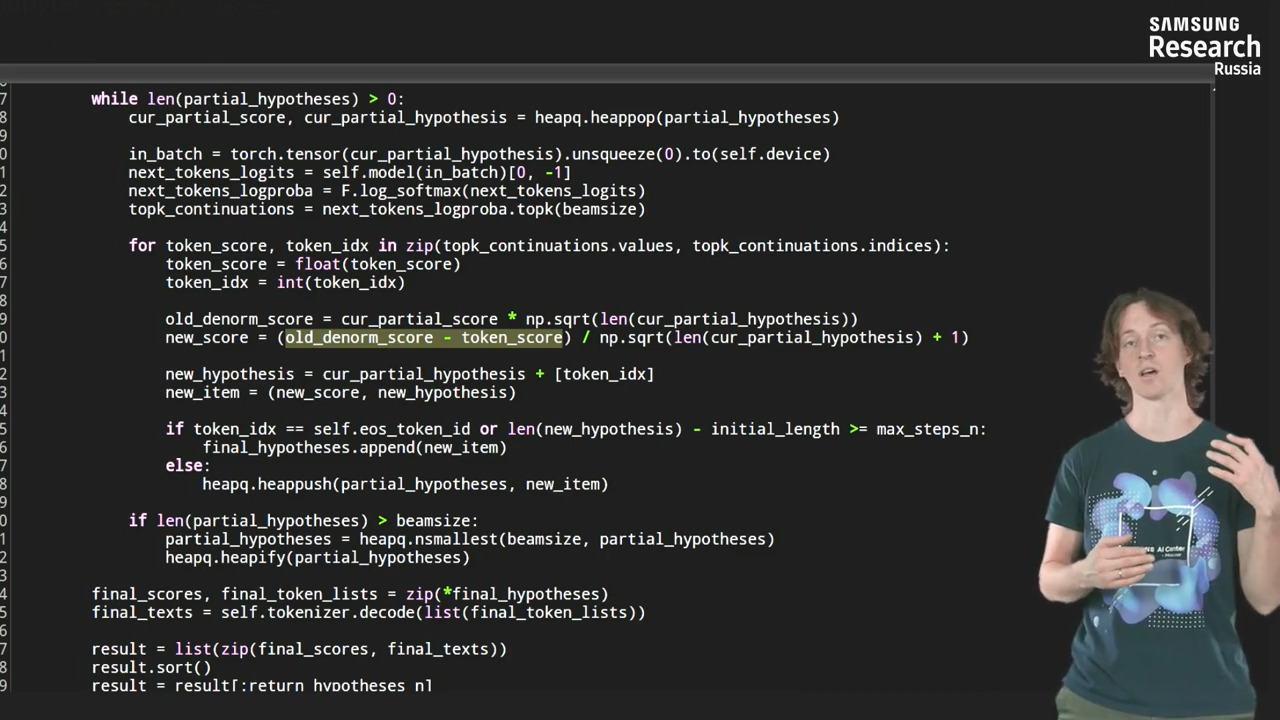 SAMSUNG
Research
Russia
7 while len(partial_hypotheses) > 0:
8 cur_partial_score, cur_partial_hypothesis = heapq.heappop(partial_hypotheses)
9
0 in_batch = torch.tensor(cur_partial_hypothesis).unsqueeze(0).to(self.device)
1 next_tokens_logits = self.model(in_batch)[0, -1]
2 next_tokens_logproba = F.log_softmax(next_tokens_logits)
3 topk_continuations = next_tokens_logproba.topk(beamsize)
4
5 for token_score, token_idx in zip(topk_continuations.values, topk_continuations.indices):
6 token_score = float(token_score)
7 token_idx = int(token_idx)
8
9 old_denorm_score = cur_partial_score * np.sqrt(len(cur_partial_hypothesis))
0 new_score = (old_denorm_score - token_score) / np.sqrt(len(cur_partial_hypothesis) + 1)
1
2 new_hypothesis = cur_partial_hypothesis + [token_idx]
3 new_item = (new_score, new_hypothesis)
4
5 if token_idx == self.eos_token_id or len(new_hypothesis) - initial_length >= max_steps_n:
6 final_hypotheses.append(new_item)
7 else:
8 heapq.heappush(partial_hypotheses, new_item)
9
0 if len(partial_hypotheses) > beamsize:
1 partial_hypotheses = heapq.nsmallest(beamsize, partial_hypotheses)
2 heapq.heapify(partial_hypotheses)
3
4 final_scores, final_token_lists = zip(*final_hypotheses)
5 final_texts = self.tokenizer.decode(list(final_token_lists))
6
7 result = list(zip(final_scores, final_texts))
8 result.sort()
9 result = result[:return_hypotheses_n]
AI Center